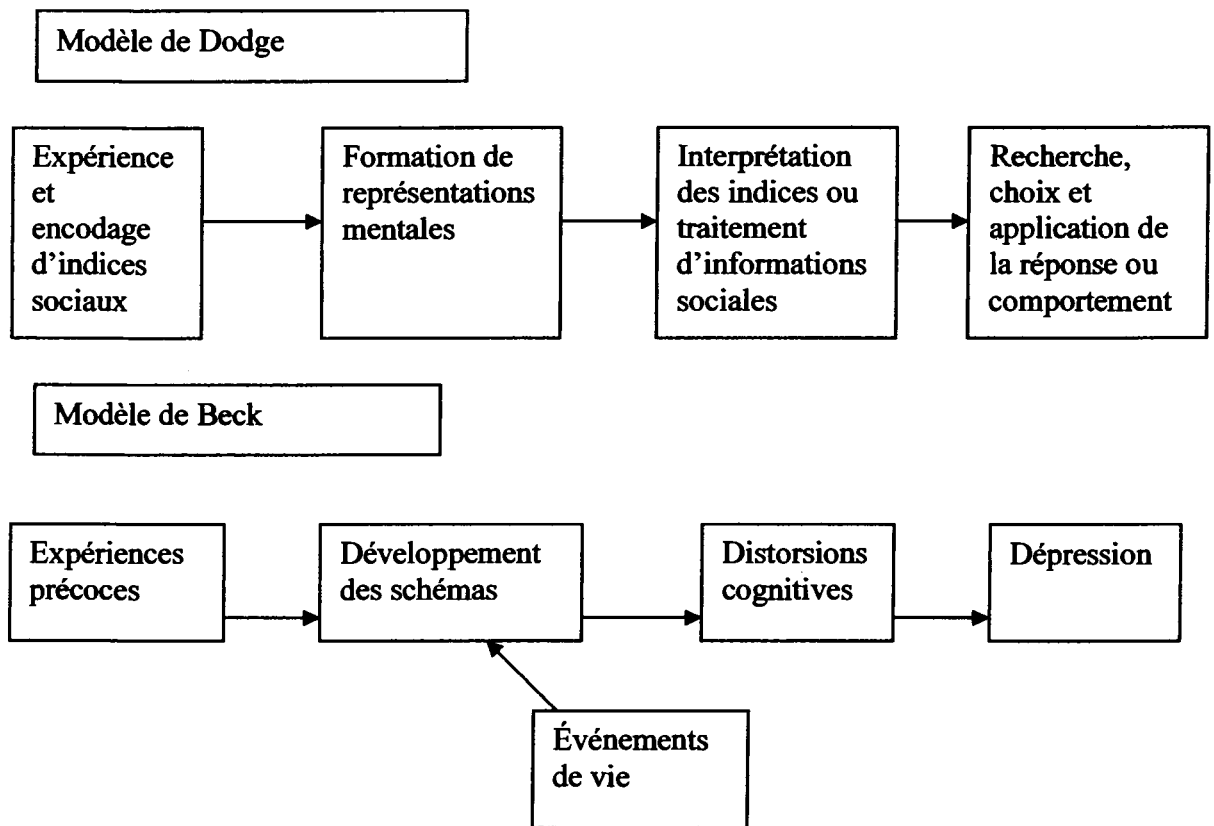 Modèle de Dodge
Expérience
et
encodage
d'indices
sociaux
Formation de
représentations
mentales
Interprétation
des indices ou
traitement
d'informations
sociales
Recherche,
choix et
application de
la réponse ou
comportement
Modèle de Beck
Expériences
précoces
Développement
des schémas
Distorsions
cognitives
Dépression
Événements
de vie